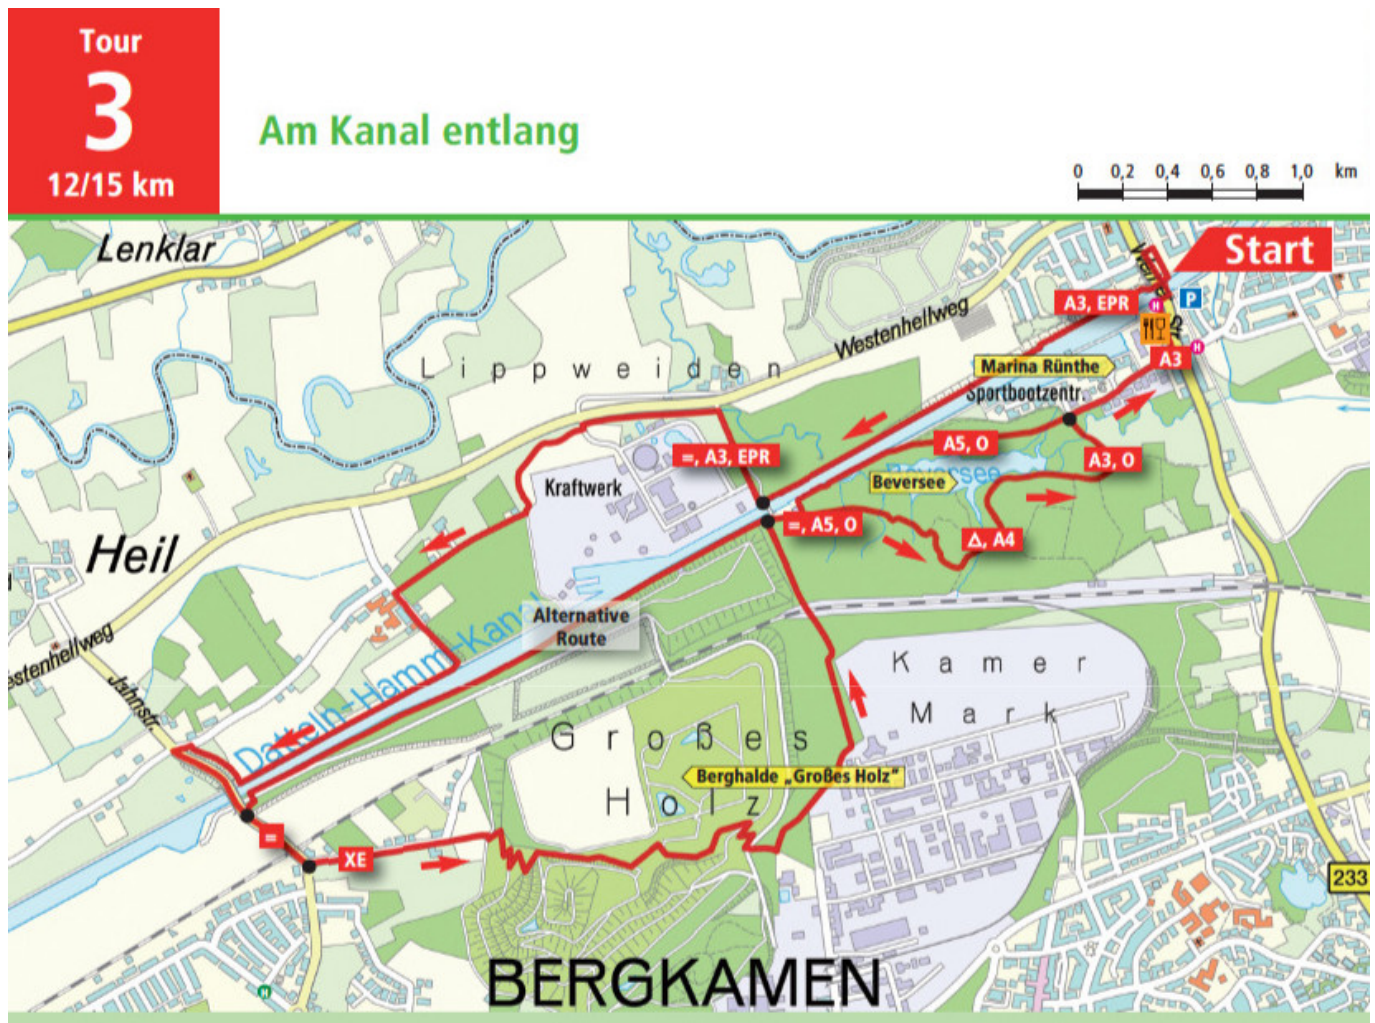 Tour
3
12/15 km
Am Kanal entlang
0 0,2 0,4 0,6 0,8 1,0 km
Lenklar
Start
A3, EPR
H
P
Westenhellweg
A3
H
Lippweiden
Marina Rünthe
Sportbootzentr.
A5, O
=, A3, EPR
A3, O
Beversee
Beversee
Kraftwerk
=, A5, O
△, A4
Heil
Alternative
Route
Datteln-Hamm-Kanal
estenhellweg
Jahnstr.
Kamer
Mark
Großes
Holz
Berghalde „Großes Holz"
=
XE
233
BERGKAMEN
H